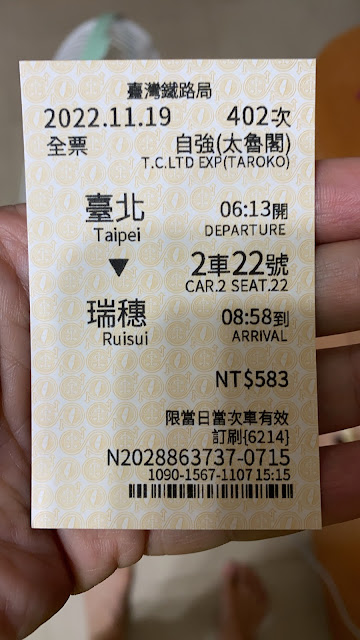 臺灣鐵路局
2022.11.19 402次
全票 自強(太魯閣)
T.C.LTD EXP(TAROKO)
臺北 06:13開
Taipei DEPARTURE
▼ 2車22號
CAR.2 SEAT.22
瑞穗 08:58到
Ruisui ARRIVAL
NT$583
限當日當次車有效
訂刷{6214}
N2028863737-0715
1090-1567-1107 15:15